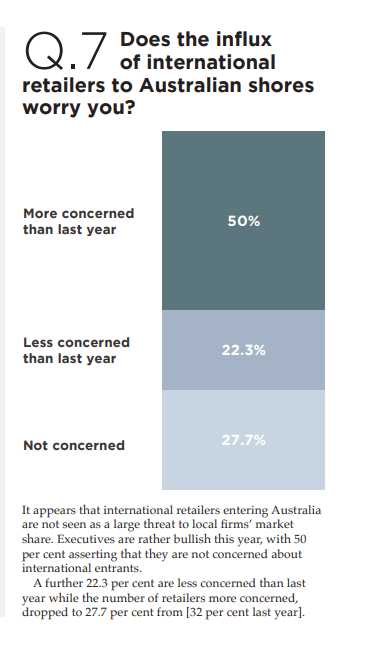 Q.7 Does the influx
of international
retailers to Australian shores
worry you?
More concerned
than last year
50%
Less concerned
than last year
22.3%
Not concerned
27.7%
It appears that international retailers entering Australia
are not seen as a large threat to local firms' market
share. Executives are rather bullish this year, with 50
per cent asserting that they are not concerned about
international entrants.
A further 22.3 per cent are less concerned than last
year while the number of retailers more concerned,
dropped to 27.7 per cent from [32 per cent last year].